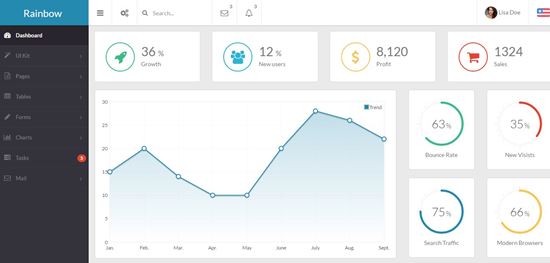 Rainbow
Search...
3
3
Lisa Doe
Dashboard
UI Kit
Pages
Tables
Forms
Charts
Tasks
5
Mail
36 %
Growth
12 %
New users
8,120
Profit
1324
Sales
Trend
30
25
20
15
10
5
0
Jan.
Feb.
Mar.
Apr.
May
June
July
Aug.
Sept.
63 %
Bounce Rate
35 %
New Visists
75 %
Search Traffic
66 %
Modern Browsers